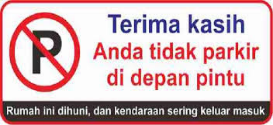 P
Terima kasih
Anda tidak parkir
di depan pintu
Rumah ini dihuni, dan kendaraan sering keluar masuk